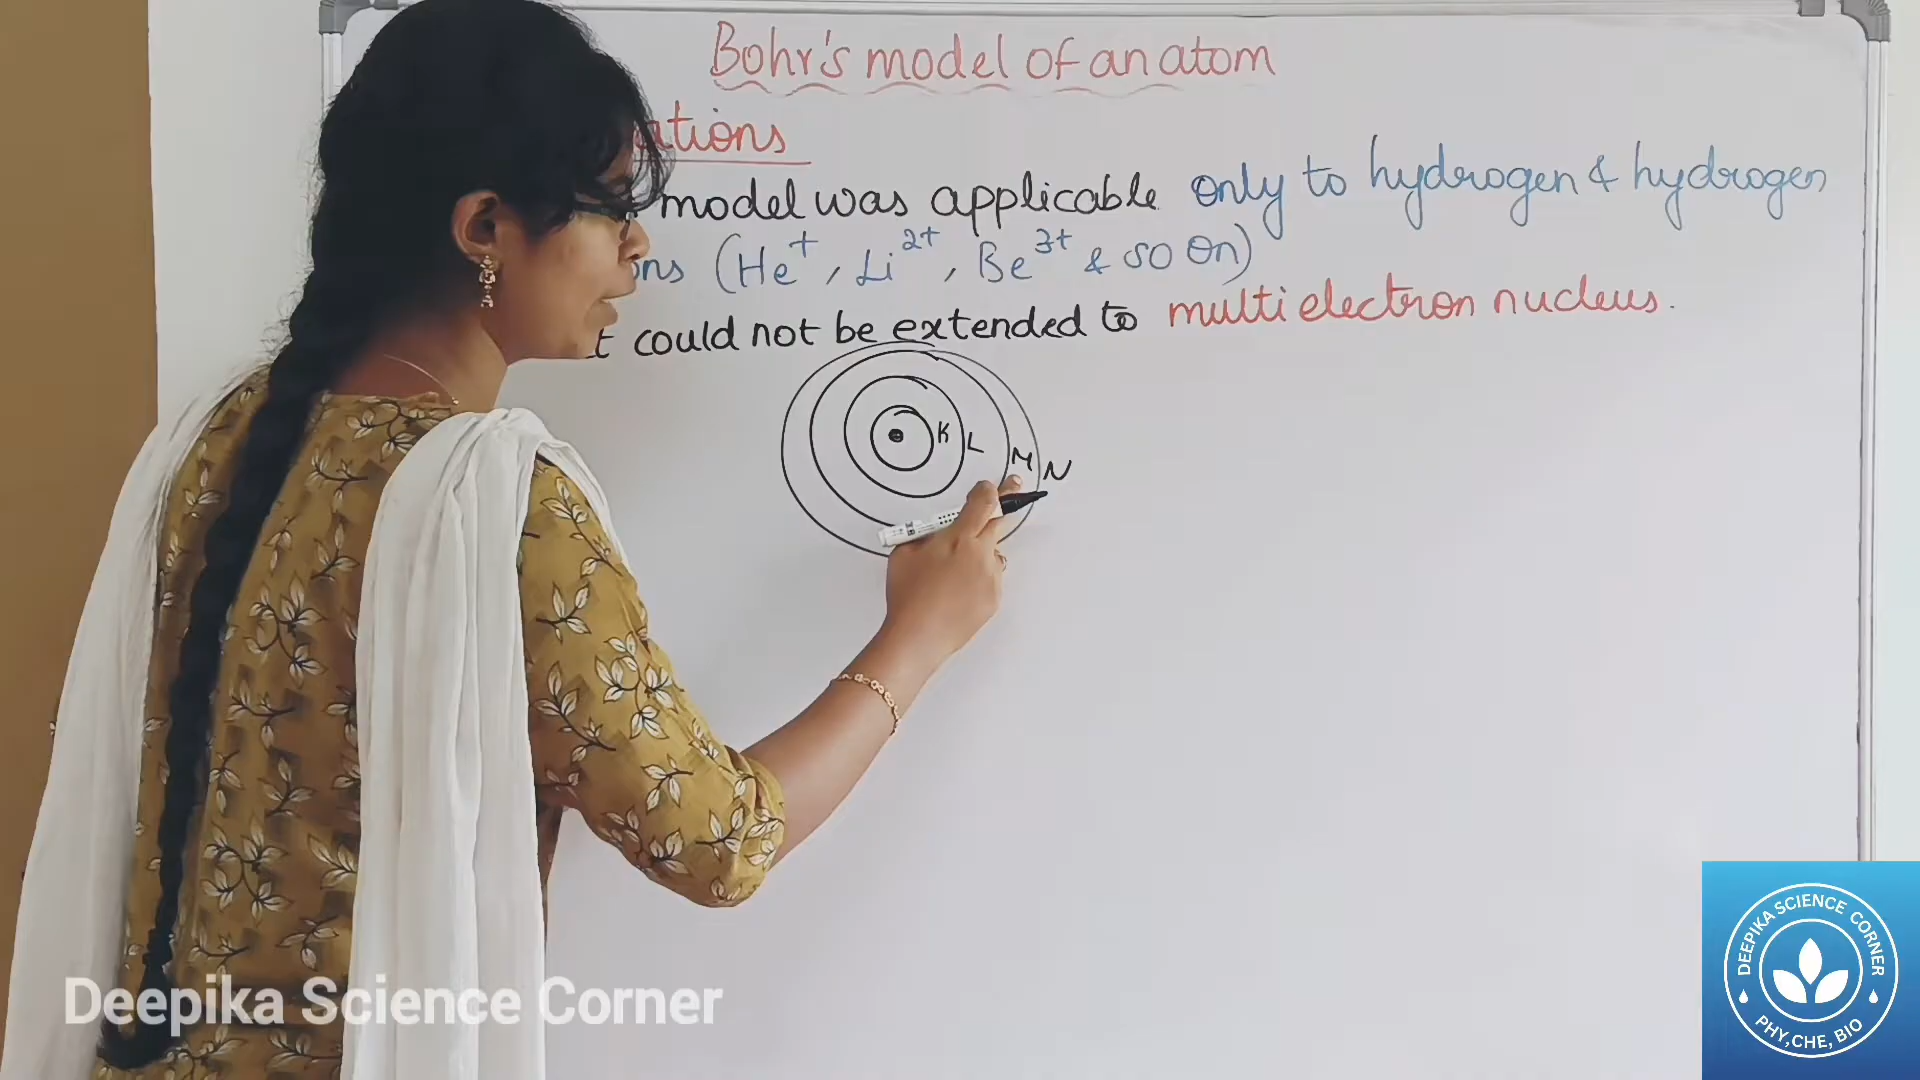 Bohr's model of an atom
ations
model was applicable only to hydrogen & hydrogen
ons (He⁺, Li²⁺, Be³⁺ & so on)
t could not be extended to multi electron nucleus.
K L M N
Deepika Science Corner
DEEPIKA SCIENCE CORNER
PHY,CHE, BIO